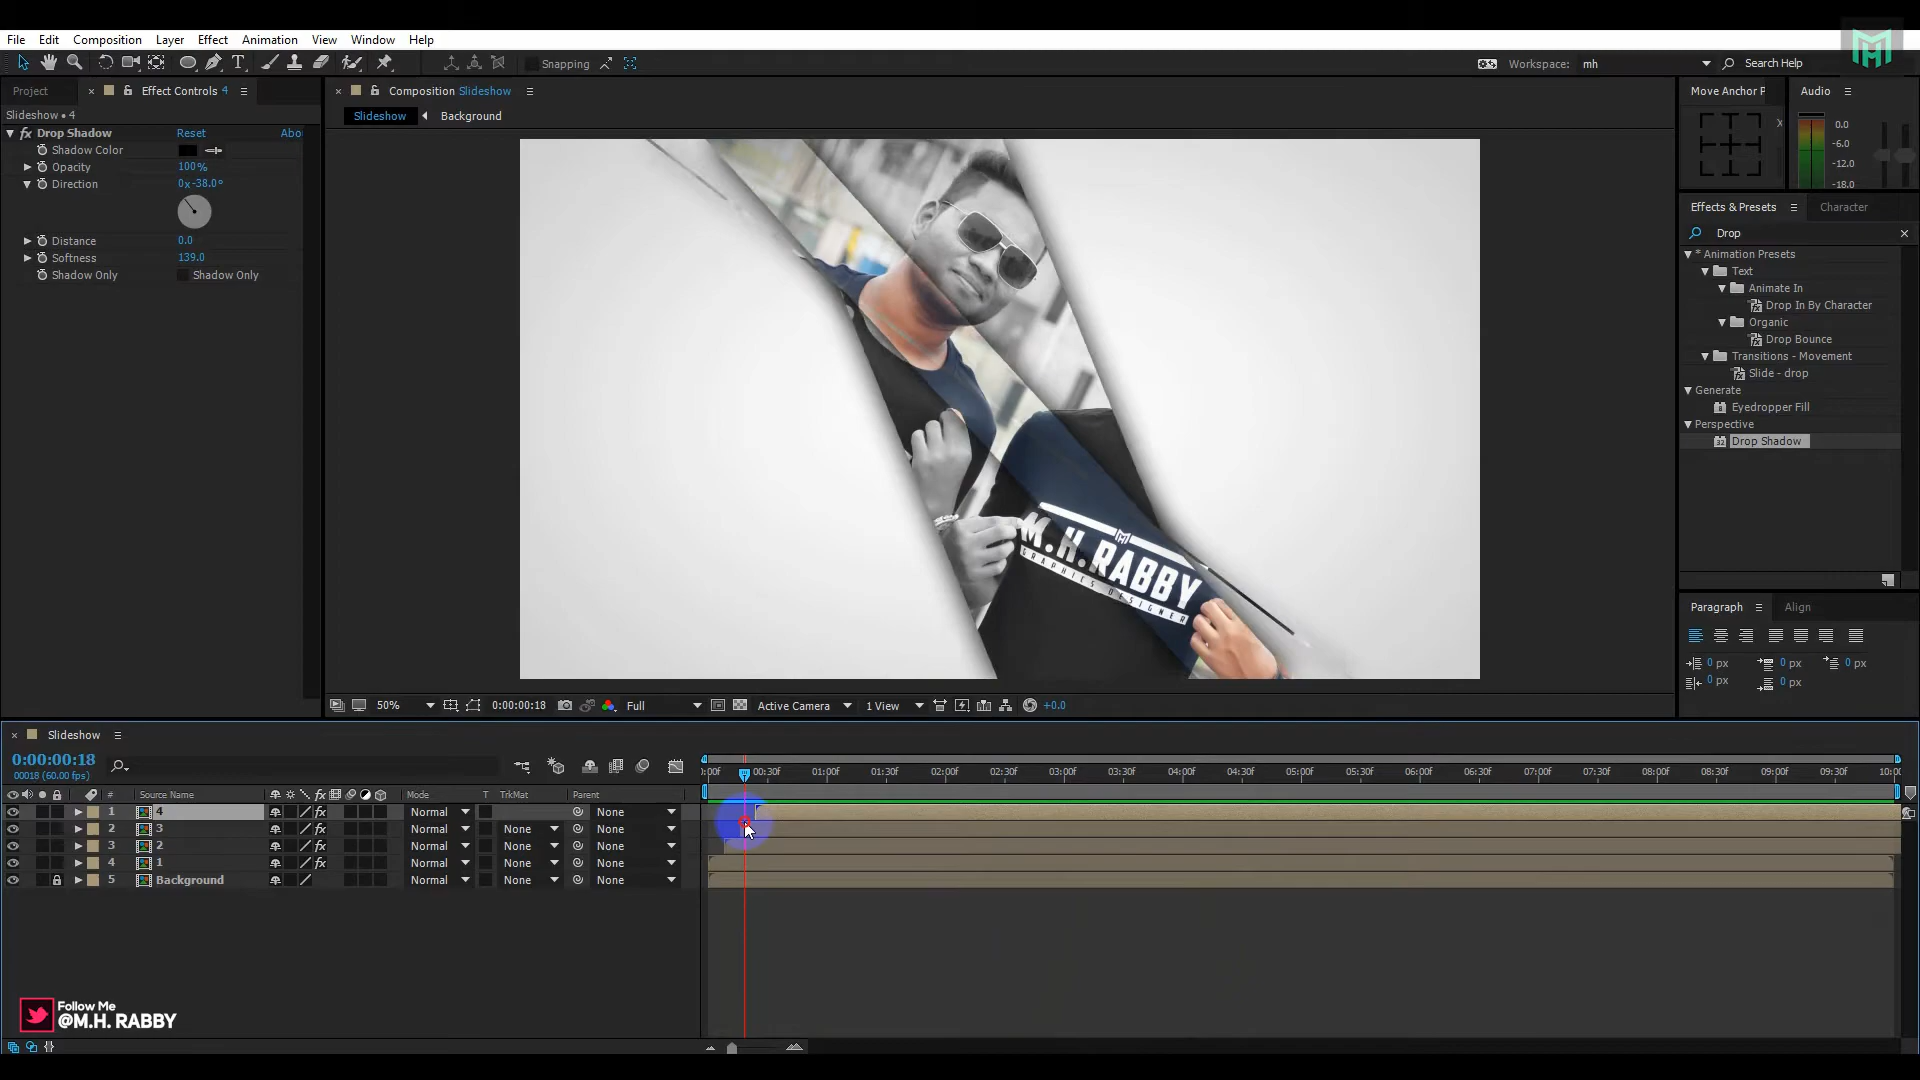 File Edit Composition Layer Effect Animation View Window Help
Snapping
Workspace: mh
Search Help
Project
Effect Controls 4
Slideshow • 4
fx Drop Shadow Reset Abo
Shadow Color
Opacity 100%
Direction 0x-38.0°
Distance 0.0
Softness 139.0
Shadow Only Shadow Only
Composition Slideshow
Slideshow Background
M.H.RABBY
GRAPHICS DESIGNER
Move Anchor P
Audio
0.0
-6.0
-12.0
-18.0
Effects & Presets Character
Drop
* Animation Presets
Text
Animate In
Drop In By Character
Organic
Drop Bounce
Transitions - Movement
Slide - drop
Generate
Eyedropper Fill
Perspective
Drop Shadow
Paragraph Align
0 px 0 px 0 px
0 px 0 px
50% 0:00:00:18 Full Active Camera 1 View +0.0
Slideshow
0:00:00:18
00018 (60.00 fps)
:00f 00:30f 01:00f 01:30f 02:00f 02:30f 03:00f 03:30f 04:00f 04:30f 05:00f 05:30f 06:00f 06:30f 07:00f 07:30f 08:00f 08:30f 09:00f 09:30f 10:00
# Source Name Mode T TrkMat Parent
1 4 Normal None
2 3 Normal None None
3 2 Normal None None
4 1 Normal None None
5 Background Normal None None
Follow Me
@M.H. RABBY